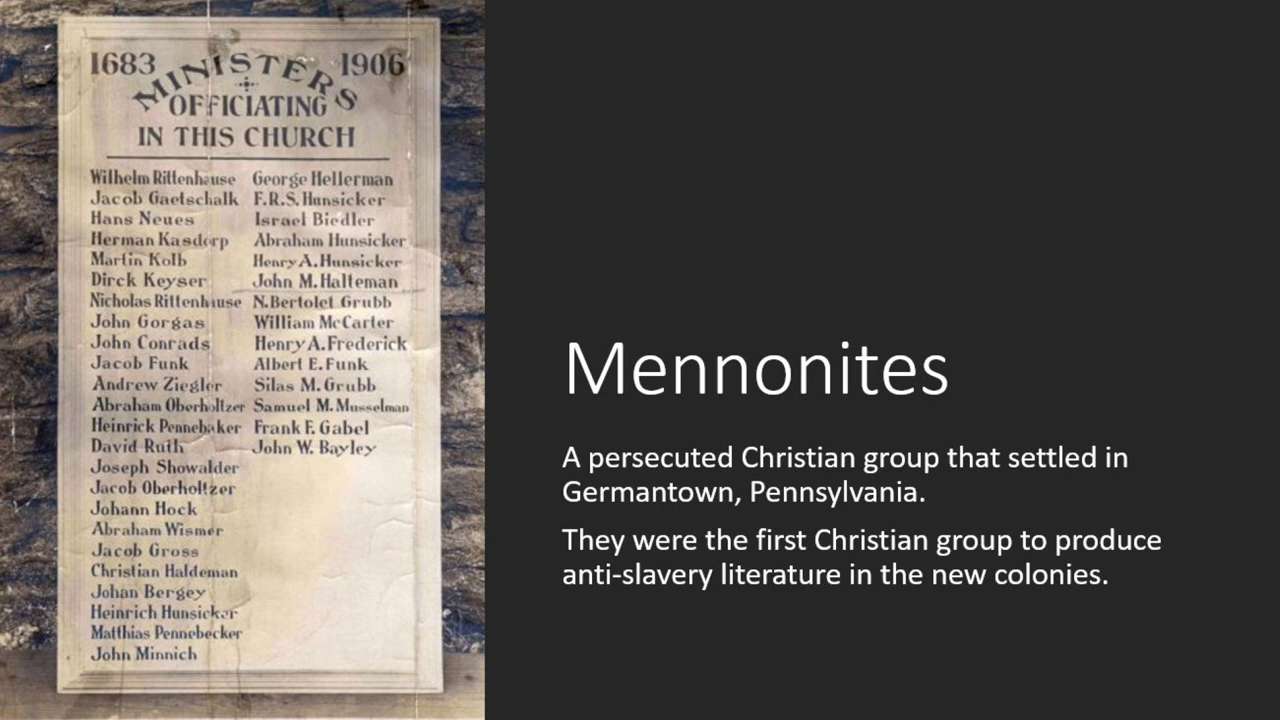 1683 1906
MINISTERS
OFFICIATING
IN THIS CHURCH
Wilhelm Rittenhause
Jacob Gaetschalk
Hans Neues
Herman Kasdorp
Martin Kolb
Dirck Keyser
Nicholas Rittenhause
John Gorgas
John Conrads
Jacob Funk
Andrew Ziegler
Abraham Oberholtzer
Heinrick Pennebaker
David Ruth
Joseph Showalder
Jacob Oberholtzer
Johann Hock
Abraham Wismer
Jacob Gross
Christian Haldeman
Johan Bergey
Heinrich Hunsicker
Matthias Pennebecker
John Minnich
George Hellerman
F.R.S. Hunsicker
Israel Biedler
Abraham Hunsicker
Henry A. Hunsicker
John M. Halteman
N. Bertolet Grubb
William McCarter
Henry A. Frederick
Albert E. Funk
Silas M. Grubb
Samuel M. Musselman
Frank F. Gabel
John W. Bayley
Mennonites
A persecuted Christian group that settled in
Germantown, Pennsylvania.
They were the first Christian group to produce
anti-slavery literature in the new colonies.